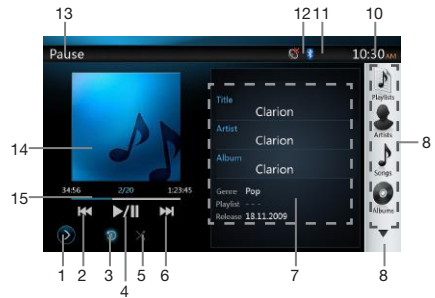 13 12 11 10
Pause 10:30 AM
Playlists
Title
Clarion
Artists
Artist
14 Clarion 8
Album
Songs
Clarion
34:56 2/20 1:23:45
Genre Pop
15
Playlist - - -
Albums
Release 18.11.2009
1 2 3 4 5 6 7 8